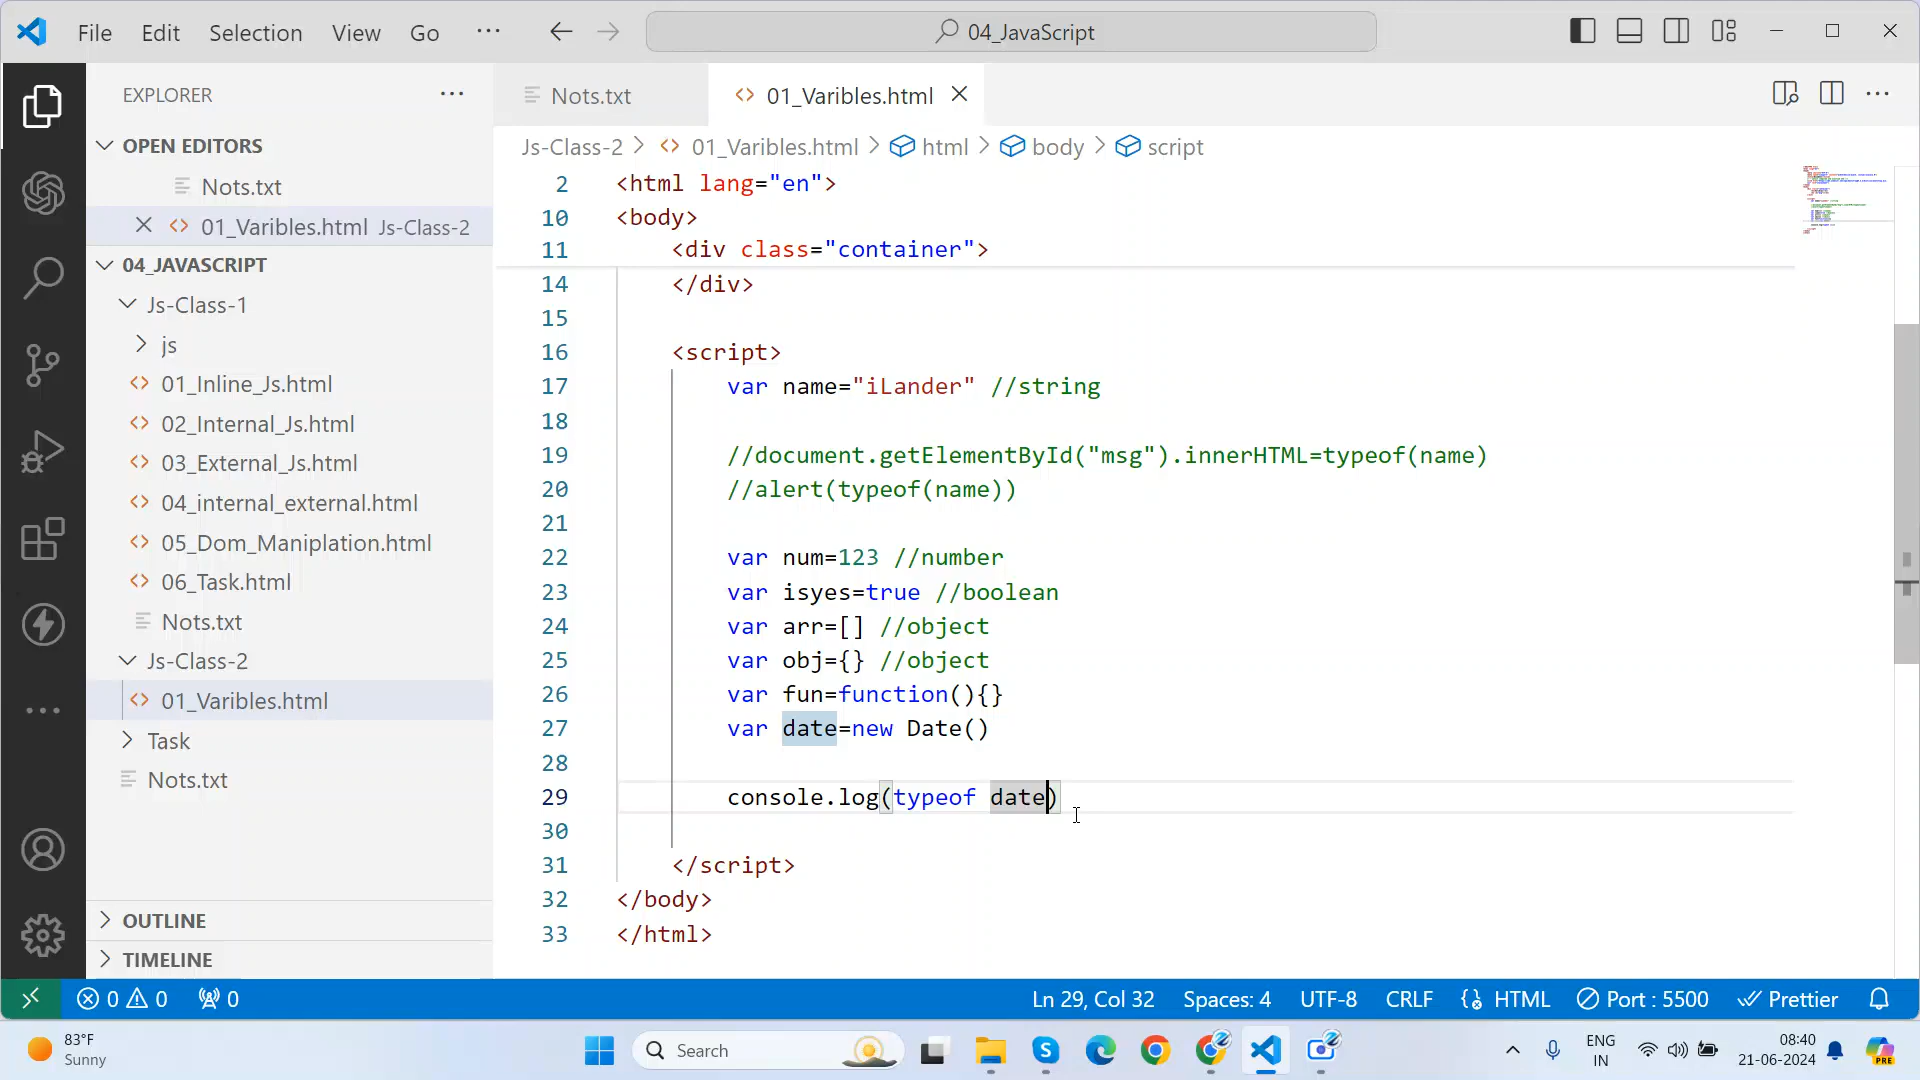 File Edit Selection View Go ... 04_JavaScript
EXPLORER ...
OPEN EDITORS
Nots.txt
01_Varibles.html Js-Class-2
04_JAVASCRIPT
Js-Class-1
js
01_Inline_Js.html
02_Internal_Js.html
03_External_Js.html
04_internal_external.html
05_Dom_Maniplation.html
06_Task.html
Nots.txt
Js-Class-2
01_Varibles.html
Task
Nots.txt
OUTLINE
TIMELINE
Nots.txt 01_Varibles.html
Js-Class-2 > 01_Varibles.html > html > body > script
2 <html lang="en">
10 <body>
11 <div class="container">
14 </div>
15
16 <script>
17 var name="iLander" //string
18
19 //document.getElementById("msg").innerHTML=typeof(name)
20 //alert(typeof(name))
21
22 var num=123 //number
23 var isyes=true //boolean
24 var arr=[] //object
25 var obj={} //object
26 var fun=function(){}
27 var date=new Date()
28
29 console.log(typeof date)
30
31 </script>
32 </body>
33 </html>
0 0 0 Ln 29, Col 32 Spaces: 4 UTF-8 CRLF HTML Port : 5500 Prettier
83°F
Sunny
Search
ENG
IN
08:40
21-06-2024
PRE